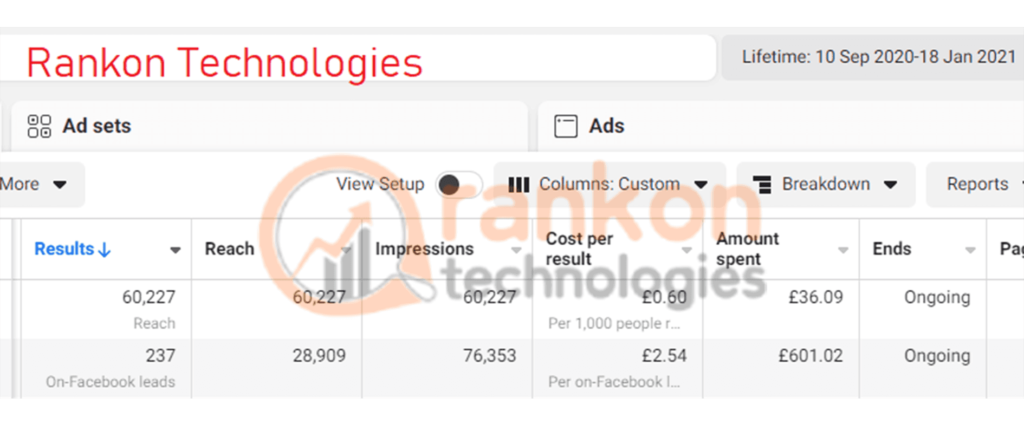 Rankon Technologies
Lifetime: 10 Sep 2020-18 Jan 2021
Ad sets
Ads
More
View Setup
Columns: Custom
Breakdown
Reports
rankon
technologies
Results↓
Reach
Impressions
Cost per
result
Amount
spent
Ends
Pag
60,227
60,227
60,227
£0.60
£36.09
Ongoing
Reach
Per 1,000 people r...
237
28,909
76,353
£2.54
£601.02
Ongoing
On-Facebook leads
Per on-Facebook l...